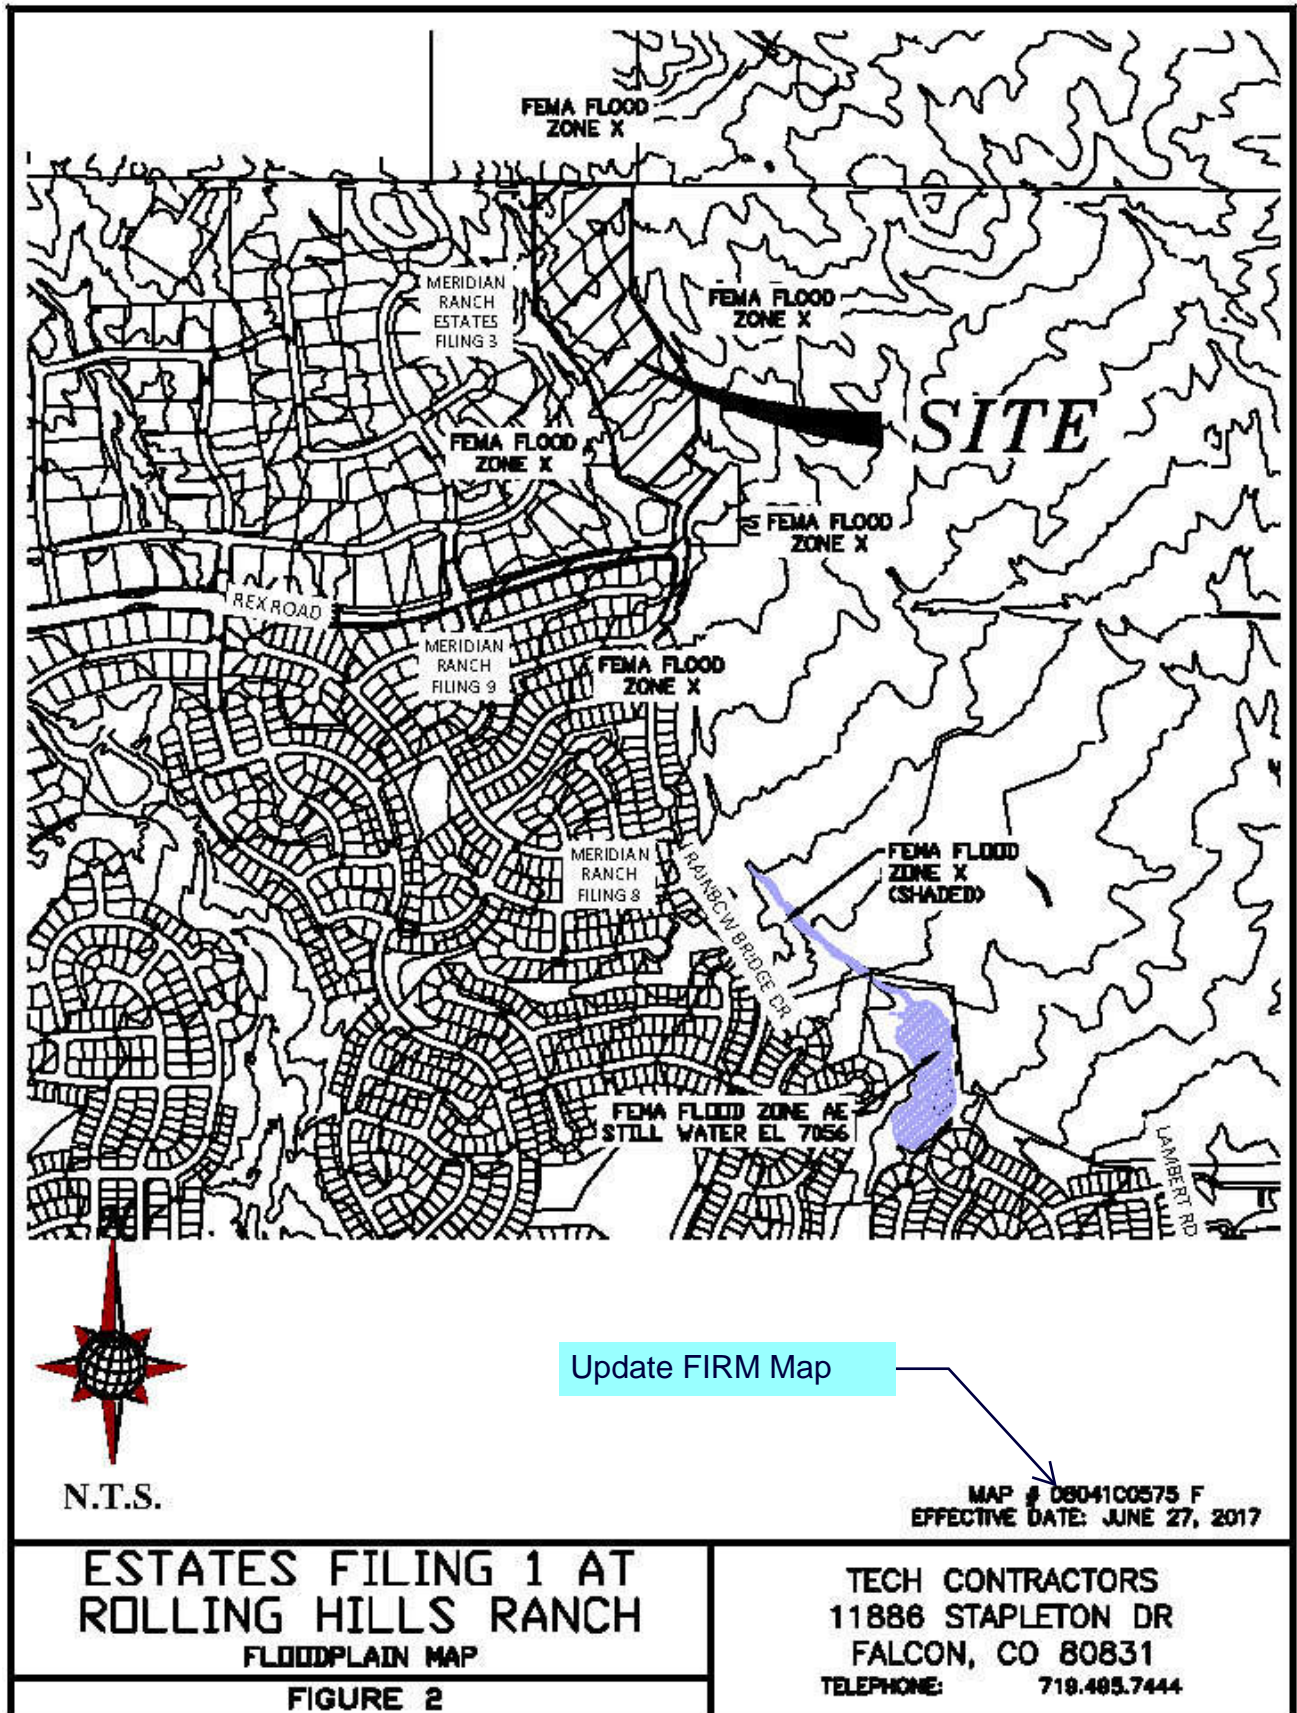 FEMA FLOOD
ZONE X
MERIDIAN
RANCH
ESTATES
FILING 3
FEMA FLOOD
ZONE X
SITE
FEMA FLOOD
ZONE X
FEMA FLOOD
ZONE X
REX ROAD
MERIDIAN
RANCH
FILING 9
FEMA FLOOD
ZONE X
MERIDIAN
RANCH
FILING 8
RAINBOW BRIDGE DR
FEMA FLOOD
ZONE X
(SHADED)
FEMA FLOOD ZONE AE
STILL WATER EL 7056
LAMBERT RD
N.T.S.
Update FIRM Map
MAP # 08041C0575 F
EFFECTIVE DATE: JUNE 27, 2017
ESTATES FILING 1 AT
ROLLING HILLS RANCH
FLOODPLAIN MAP
FIGURE 2
TECH CONTRACTORS
11886 STAPLETON DR
FALCON, CO 80831
TELEPHONE: 719.495.7444